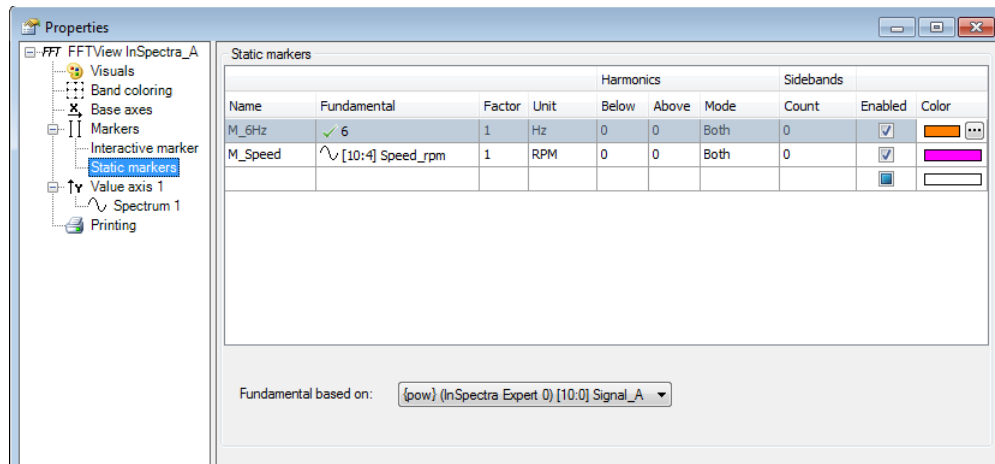 Properties
FFT FFTView InSpectra_A
Visuals
Band coloring
Base axes
Markers
Interactive marker
Static markers
Value axis 1
Spectrum 1
Printing
Static markers
Harmonics Sidebands
Name Fundamental Factor Unit Below Above Mode Count Enabled Color
M_6Hz 6 1 Hz 0 0 Both 0
M_Speed [10:4] Speed_rpm 1 RPM 0 0 Both 0
Fundamental based on: {pow} (InSpectra Expert 0) [10:0] Signal_A